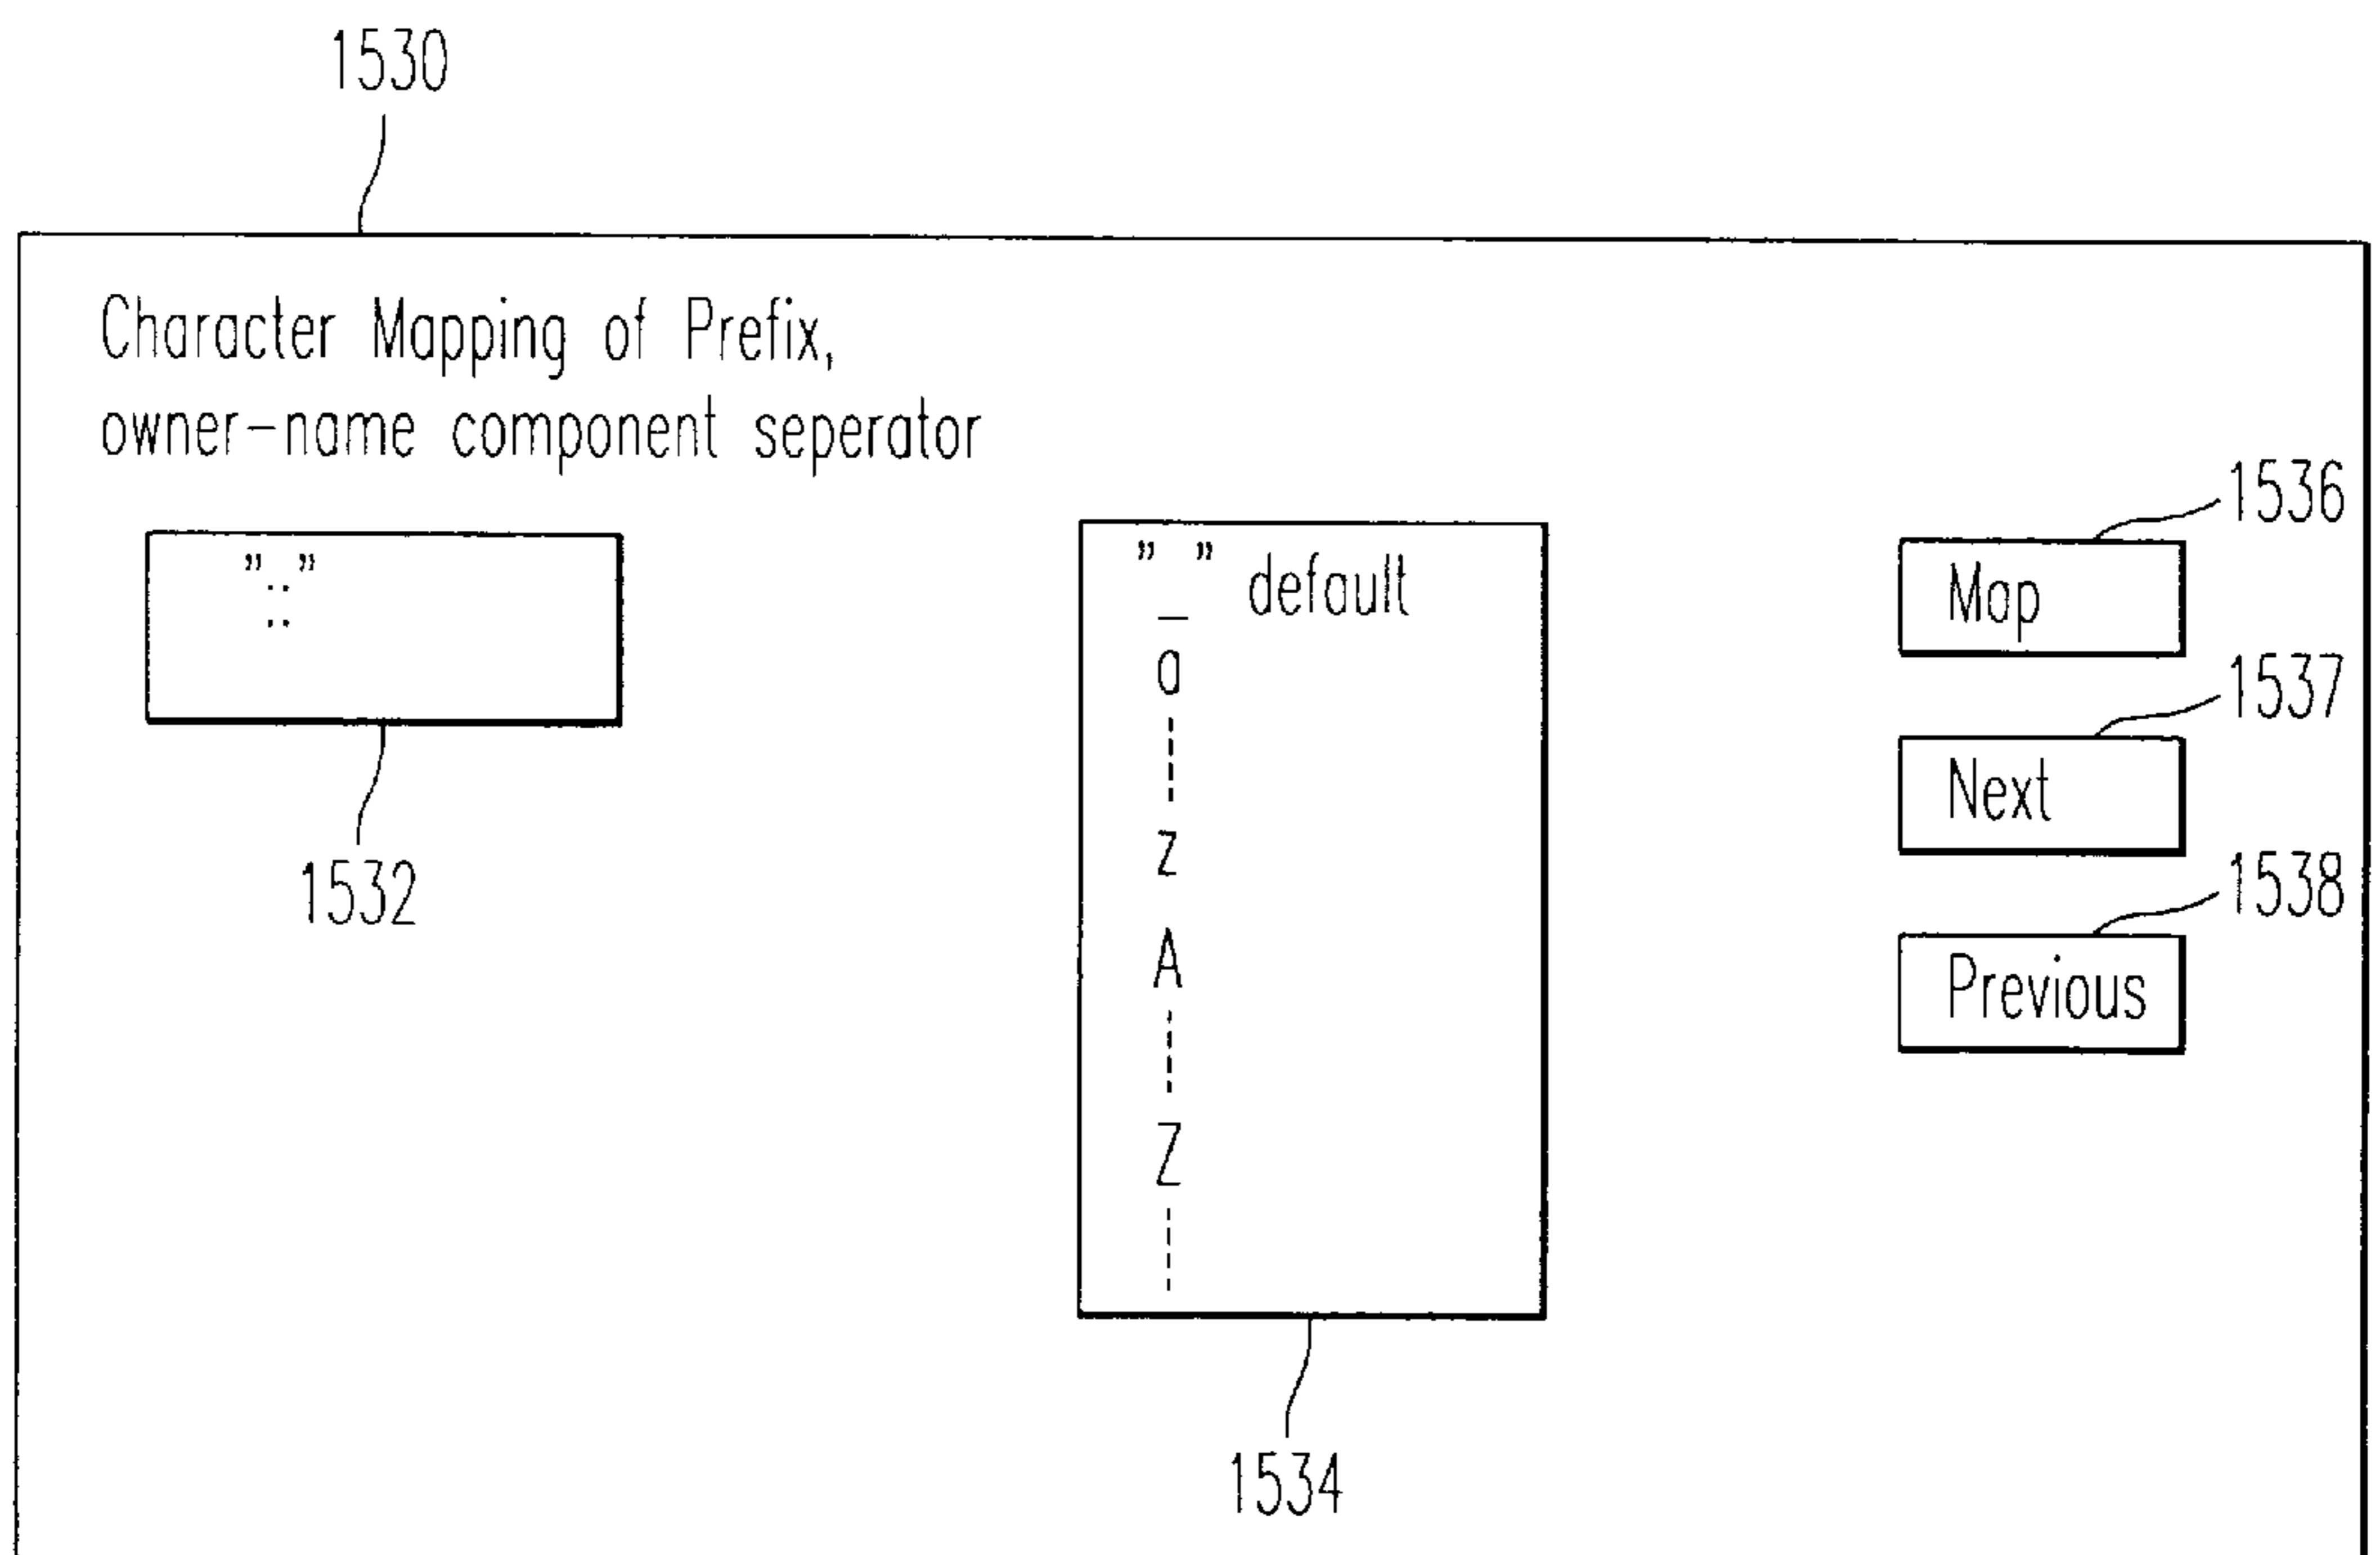 1530
Character Mapping of Prefix,
owner-name component seperator
"::"
1532
"_" default
a
z
A
Z
1534
1536
Map
1537
Next
1538
Previous